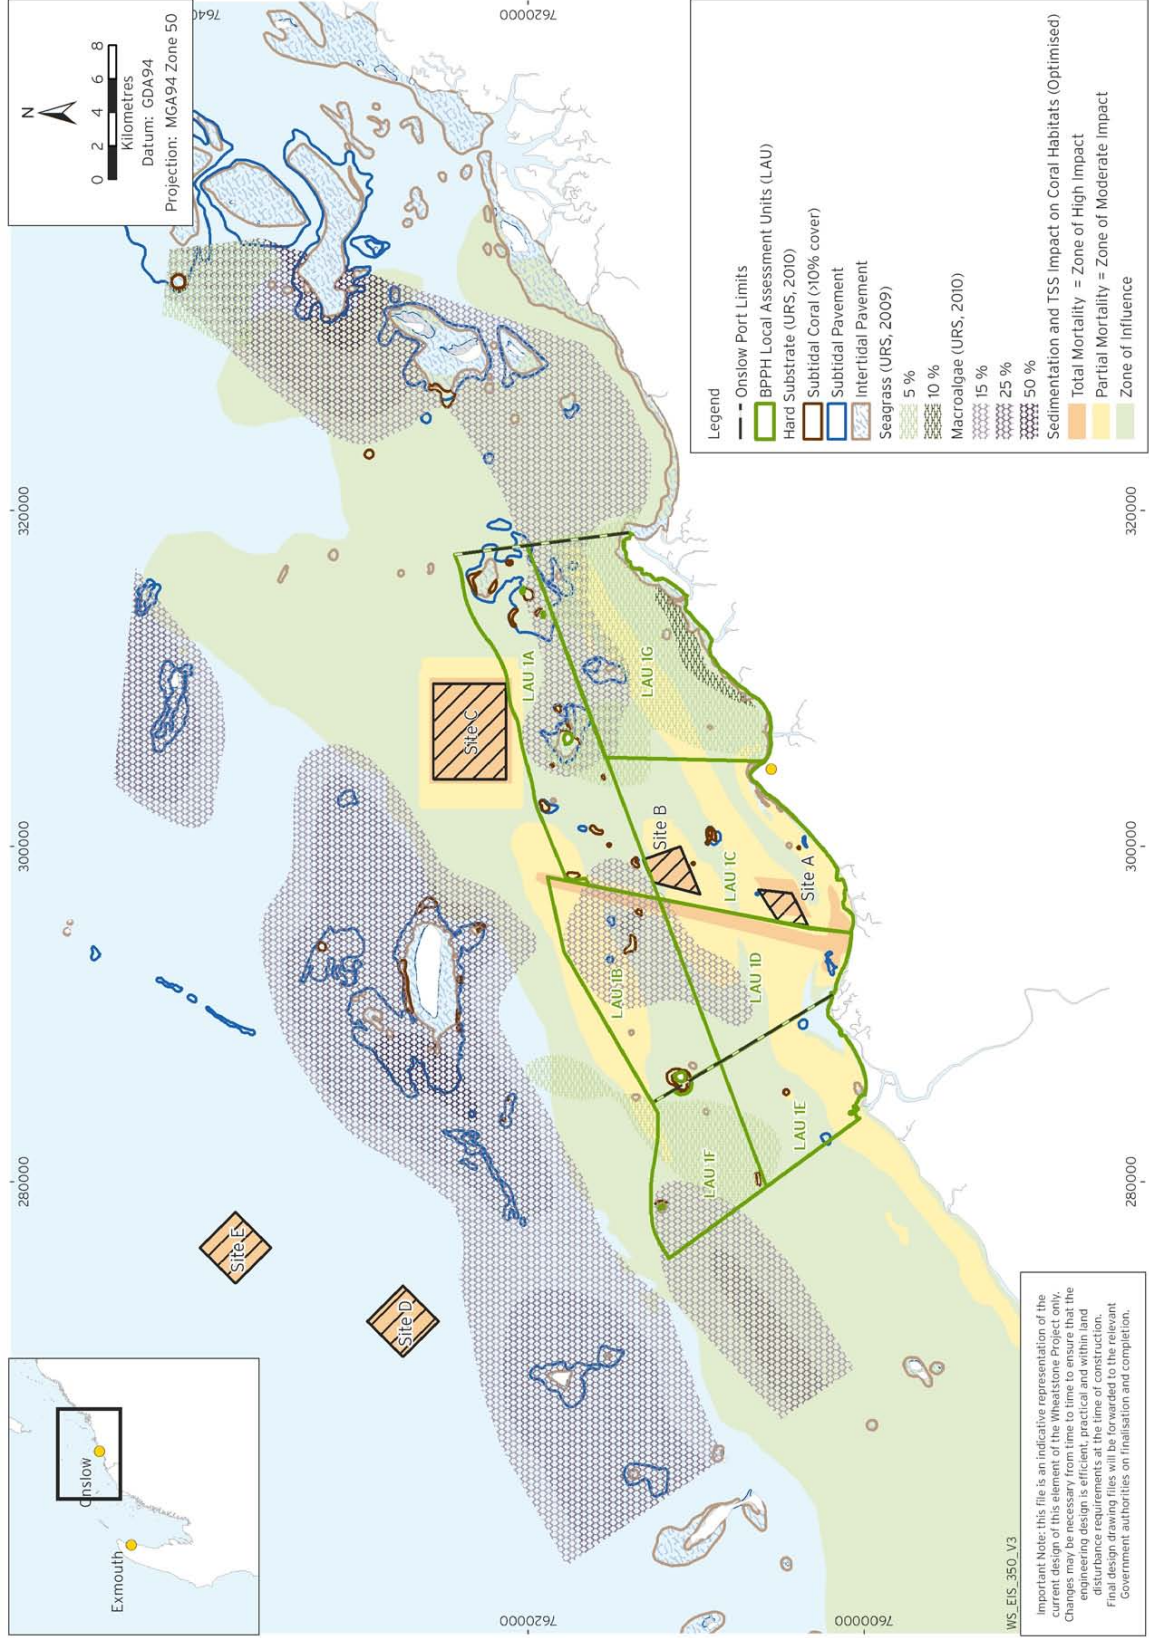 Exmouth
Onslow
280000
300000
320000
N
0 2 4 6 8
Kilometres
Datum: GDA94
Projection: MGA94 Zone 50
7640
7620000
Site E
Site D
Site C
LAU 1A
LAU 1B
Site B
LAU 1G
LAU 1F
LAU 1D
LAU 1C
LAU 1E
Site A
7620000
7600000
WS_EIS_350_V3
Important Note: this file is an indicative representation of the
current design of this element of the Wheatstone Project only.
Changes may be necessary from time to time to ensure that the
engineering design is efficient, practical and within land
disturbance requirements at the time of construction.
Final design drawing files will be forwarded to the relevant
Government authorities on finalisation and completion.
280000
300000
320000
Legend
Onslow Port Limits
BPPH Local Assessment Units (LAU)
Hard Substrate (URS, 2010)
Subtidal Coral (>10% cover)
Subtidal Pavement
Intertidal Pavement
Seagrass (URS, 2009)
5 %
10 %
Macroalgae (URS, 2010)
15 %
25 %
50 %
Sedimentation and TSS Impact on Coral Habitats (Optimised)
Total Mortality = Zone of High Impact
Partial Mortality = Zone of Moderate Impact
Zone of Influence